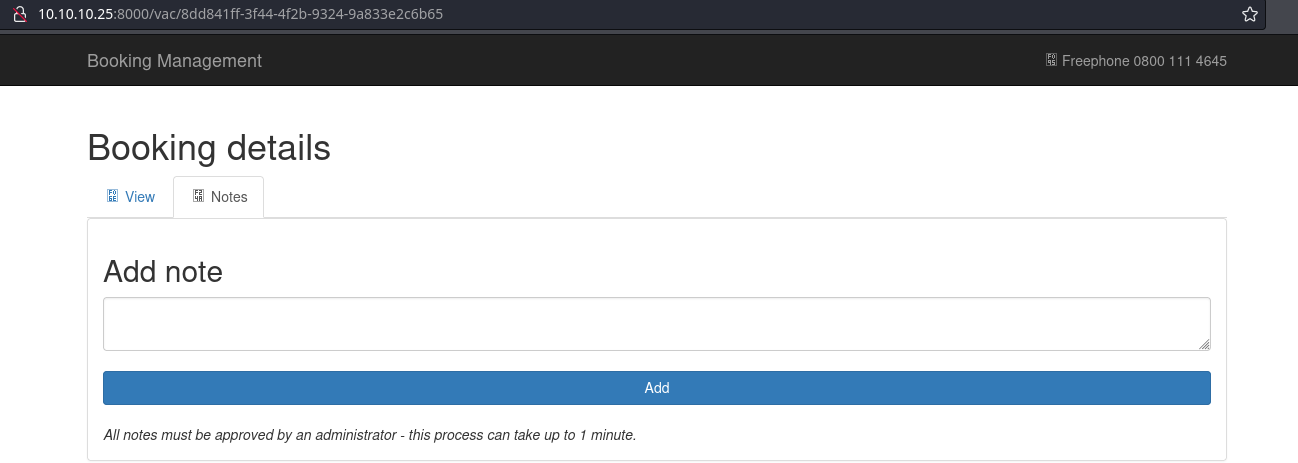 10.10.10.25:8000/vac/8dd841ff-3f44-4f2b-9324-9a833e2c6b65
Booking Management
Freephone 0800 111 4645
Booking details
View
Notes
Add note
Add
All notes must be approved by an administrator - this process can take up to 1 minute.